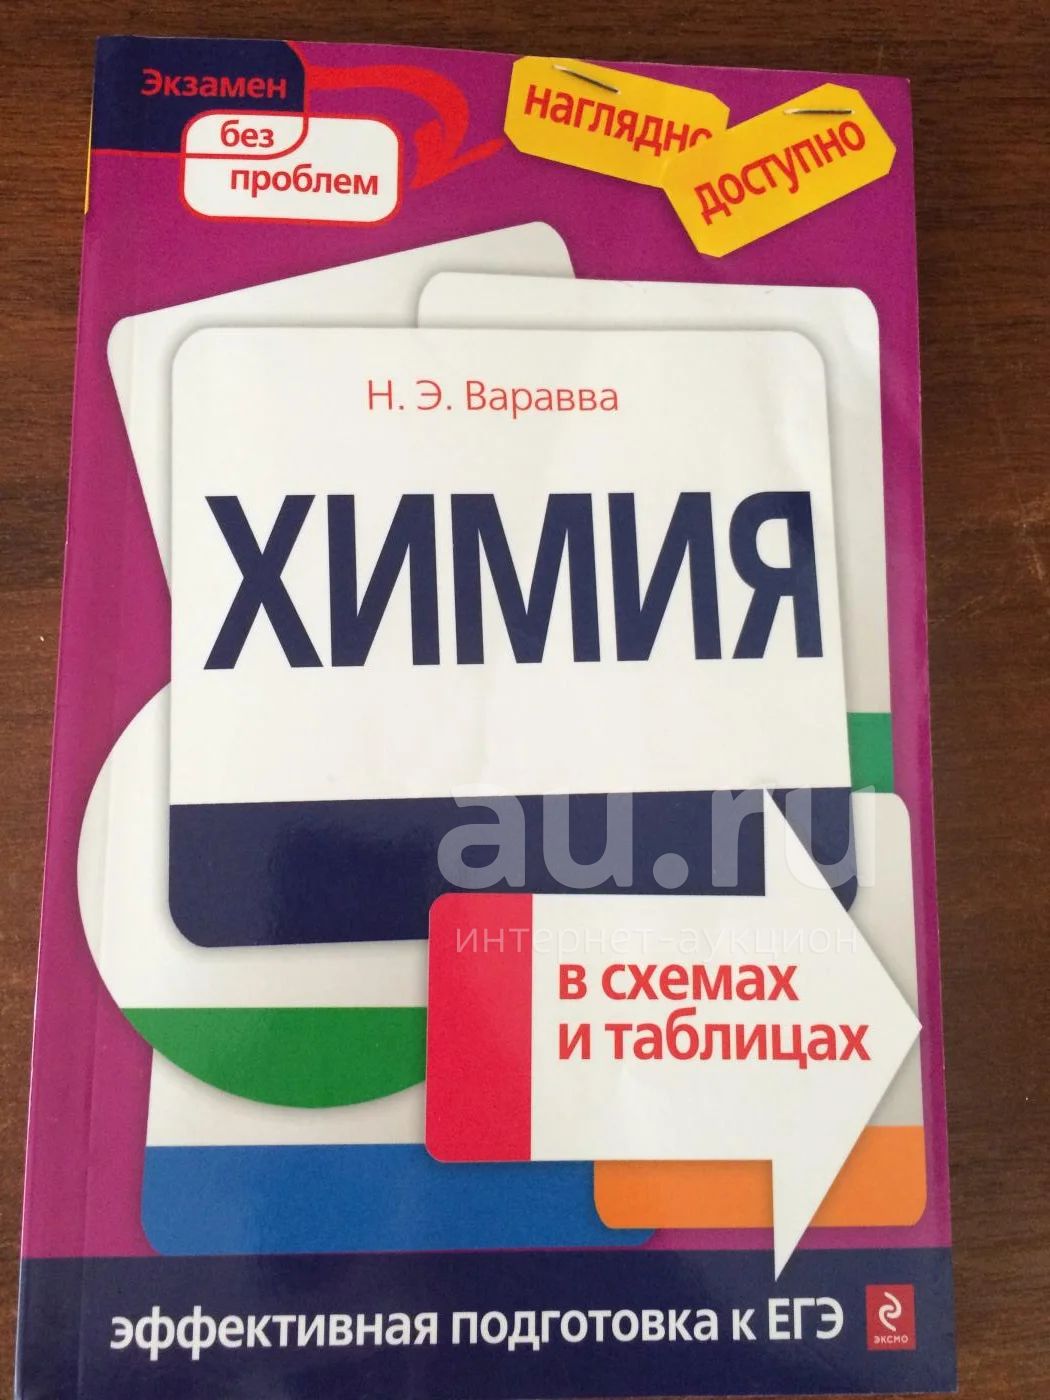 Экзамен
без
проблем
наглядно
доступно
Н. Э. Варавва
ХИМИЯ
au.ru
интернет-аукцион
в схемах
и таблицах
эффективная подготовка к ЕГЭ
ЭКСМО